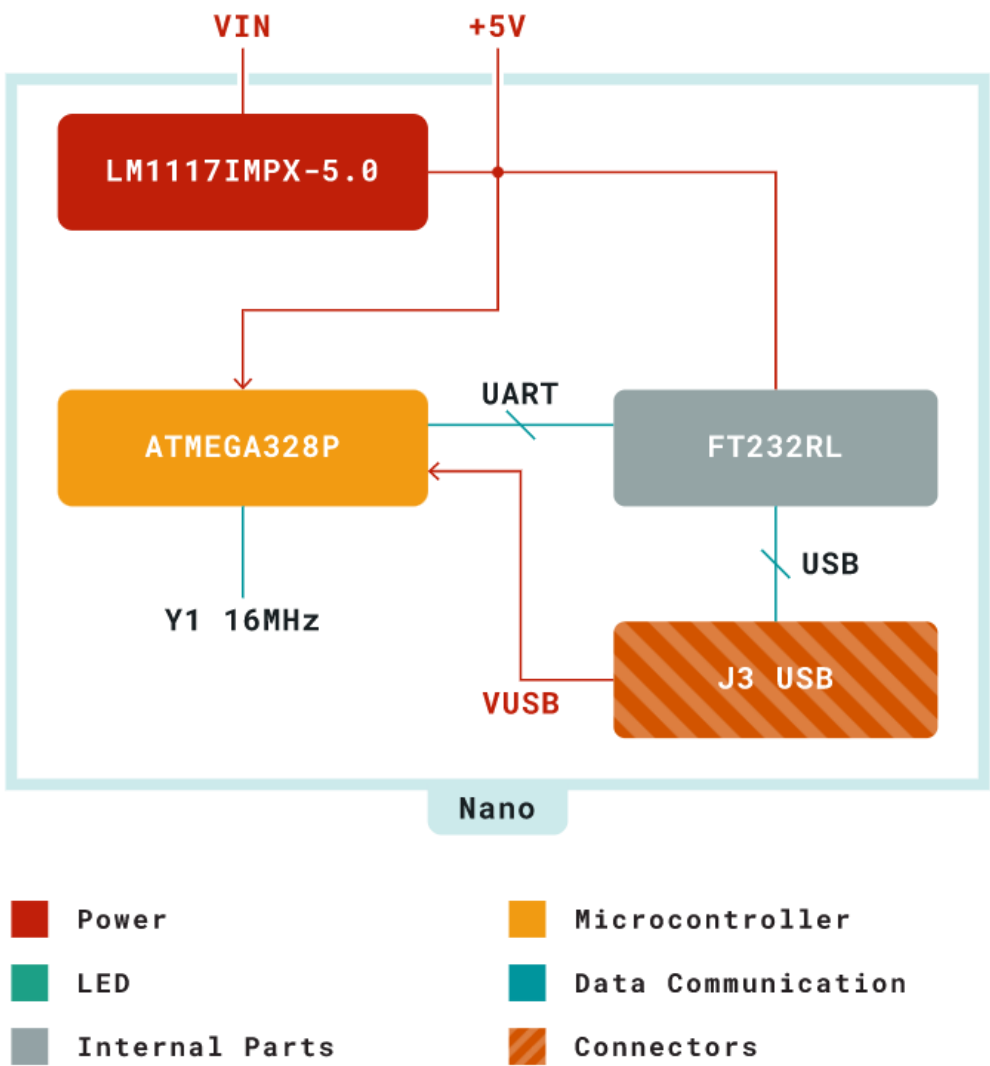 VIN
+5V
LM1117IMPX-5.0
UART
ATMEGA328P
FT232RL
USB
Y1 16MHz
J3 USB
VUSB
Nano
Power
Microcontroller
LED
Data Communication
Internal Parts
Connectors